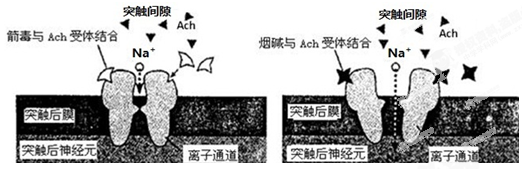 突触间隙
Ach
箭毒与 Ach 受体结合
Na⁺
突触后膜
突触后神经元
离子通道
突触间隙
Ach
烟碱与 Ach 受体结合
Na⁺
突触后膜
突触后神经元
离子通道